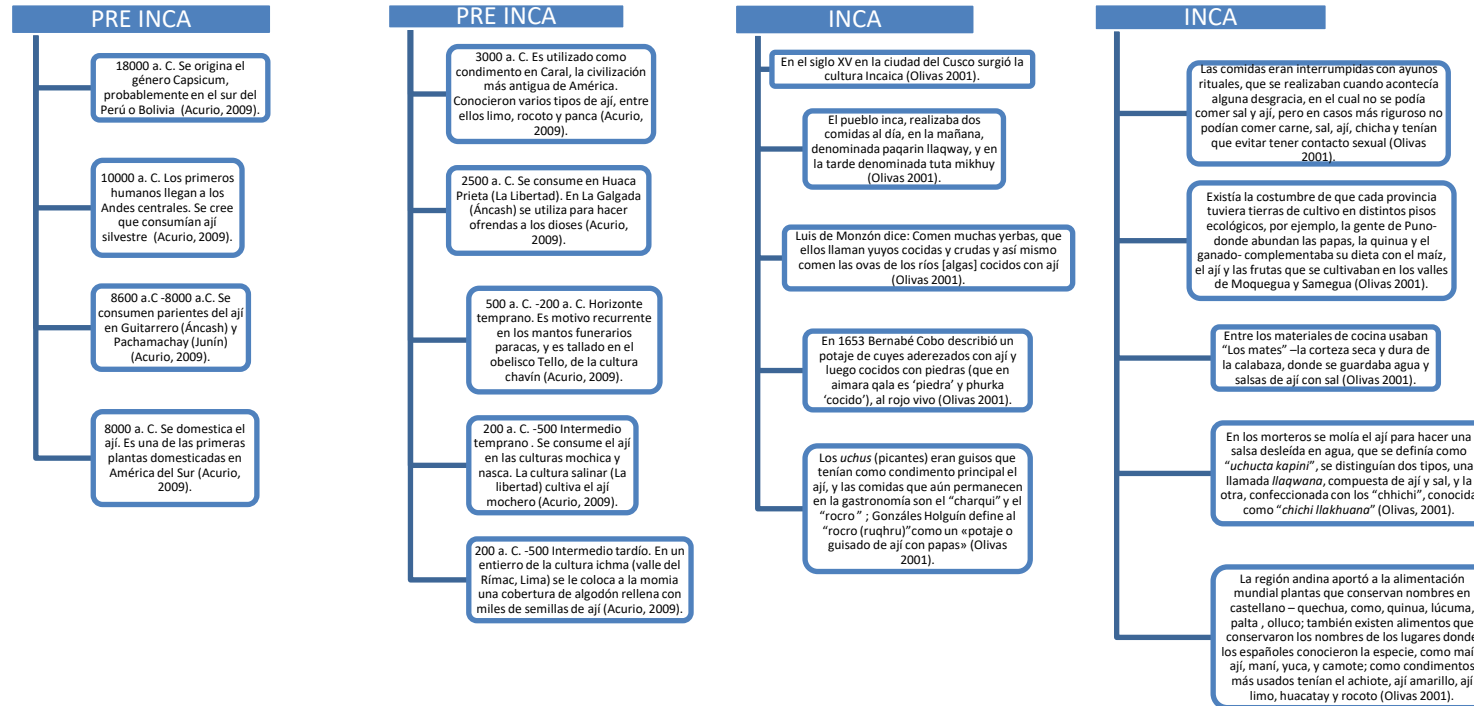 PRE INCA
18000 a. C. Se origina el
género Capsicum,
probablemente en el sur del
Perú o Bolivia (Acurio, 2009).
10000 a. C. Los primeros
humanos llegan a los
Andes centrales. Se cree
que consumían ají
silvestre (Acurio, 2009).
8600 a.C -8000 a.C. Se
consumen parientes del ají
en Guitarrero (Áncash) y
Pachamachay (Junín)
(Acurio, 2009).
8000 a. C. Se domestica el
ají. Es una de las primeras
plantas domesticadas en
América del Sur (Acurio,
2009).
PRE INCA
3000 a. C. Es utilizado como
condimento en Caral, la civilización
más antigua de América.
Conocieron varios tipos de ají, entre
ellos limo, rocoto y panca (Acurio,
2009).
2500 a. C. Se consume en Huaca
Prieta (La Libertad). En La Galgada
(Áncash) se utiliza para hacer
ofrendas a los dioses (Acurio,
2009).
500 a. C. -200 a. C. Horizonte
temprano. Es motivo recurrente
en los mantos funerarios
paracas, y es tallado en el
obelisco Tello, de la cultura
chavín (Acurio, 2009).
200 a. C. -500 Intermedio
temprano . Se consume el ají
en las culturas mochica y
nasca. La cultura salinar (La
libertad) cultiva el ají
mochero (Acurio, 2009).
200 a. C. -500 Intermedio tardío. En un
entierro de la cultura ichma (valle del
Rímac, Lima) se le coloca a la momia
una cobertura de algodón rellena con
miles de semillas de ají (Acurio, 2009).
INCA
En el siglo XV en la ciudad del Cusco surgió la
cultura Incaica (Olivas 2001).
El pueblo inca, realizaba dos
comidas al día, en la mañana,
denominada paqarin llaqway, y en
la tarde denominada tuta mikhuy
(Olivas 2001).
Luis de Monzón dice: Comen muchas yerbas, que
ellos llaman yuyos cocidas y crudas y así mismo
comen las ovas de los ríos [algas] cocidos con ají
(Olivas 2001).
En 1653 Bernabé Cobo describió un
potaje de cuyes aderezados con ají y
luego cocidos con piedras (que en
aimara qala es ‘piedra’ y phurka
‘cocido’), al rojo vivo (Olivas 2001).
Los uchus (picantes) eran guisos que
tenían como condimento principal el
ají, y las comidas que aún permanecen
en la gastronomía son el “charqui” y el
“rocro” ; Gonzáles Holguín define al
“rocro (ruqhru)”como un «potaje o
guisado de ají con papas» (Olivas
2001).
INCA
Las comidas eran interrumpidas con ayunos
rituales, que se realizaban cuando acontecía
alguna desgracia, en el cual no se podía
comer sal y ají, pero en casos más riguroso no
podían comer carne, sal, ají, chicha y tenían
que evitar tener contacto sexual (Olivas
2001).
Existía la costumbre de que cada provincia
tuviera tierras de cultivo en distintos pisos
ecológicos, por ejemplo, la gente de Puno-
donde abundan las papas, la quinua y el
ganado- complementaba su dieta con el maíz,
el ají y las frutas que se cultivaban en los valles
de Moquegua y Samegua (Olivas 2001).
Entre los materiales de cocina usaban
“Los mates” –la corteza seca y dura de
la calabaza, donde se guardaba agua y
salsas de ají con sal (Olivas 2001).
En los morteros se molía el ají para hacer una
salsa desleída en agua, que se definía como
“uchucta kapini”, se distinguían dos tipos, una
llamada llaqwana, compuesta de ají y sal, y la
otra, confeccionada con los “chhichi”, conocida
como “chichi llakhuana” (Olivas, 2001).
La región andina aportó a la alimentación
mundial plantas que conservan nombres en
castellano – quechua, como, quinua, lúcuma,
palta , olluco; también existen alimentos que
conservaron los nombres de los lugares donde
los españoles conocieron la especie, como maí
ají, maní, yuca, y camote; como condimentos
más usados tenían el achiote, ají amarillo, ají
limo, huacatay y rocoto (Olivas 2001).